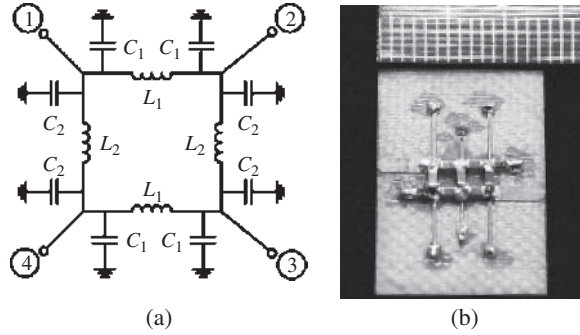 1 C₁ C₁ 2
L₁
C₂ C₂
L₂ L₂
C₂ C₂
L₁
4 C₁ C₁ 3
(a) (b)